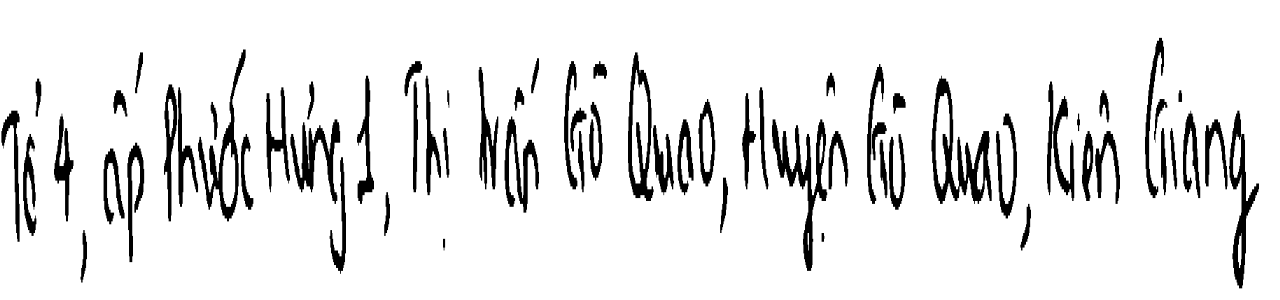 Tổ 4, ấp Phước Hưng 1, Thị trấn Gò Quao, Huyện Gò Quao, Kiên Giang